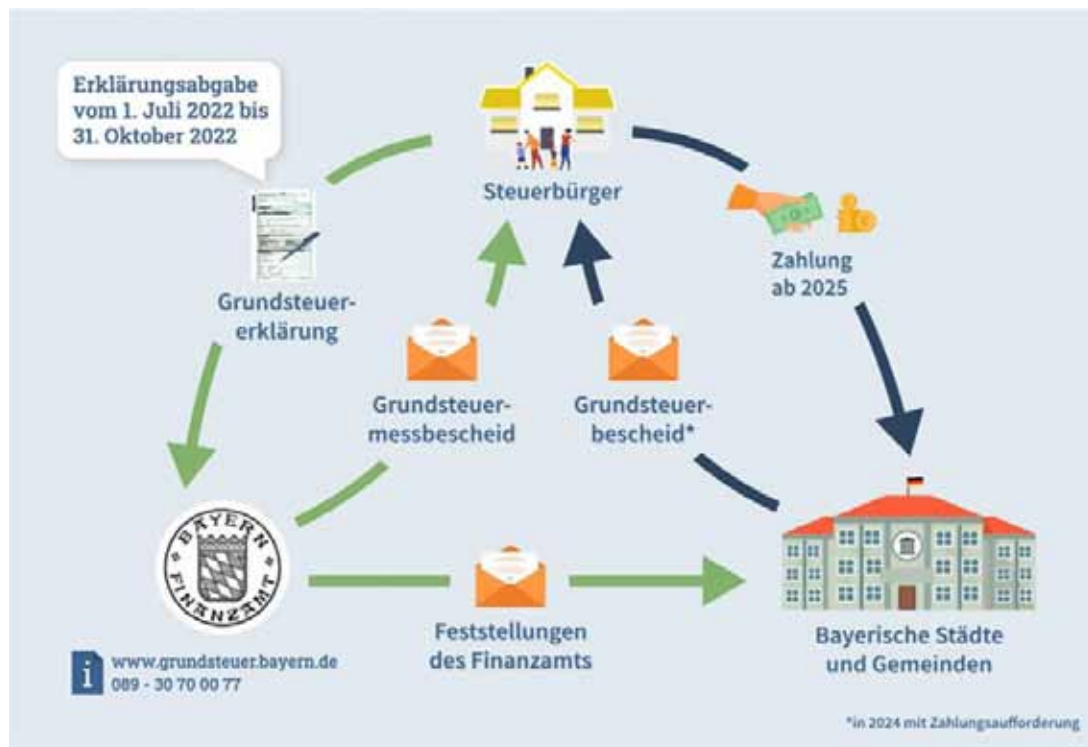 Erklärungsabgabe
vom 1. Juli 2022 bis
31. Oktober 2022
Steuerbürger
Zahlung
ab 2025
Grundsteuer-
erklärung
Grundsteuer-
messbescheid
Grundsteuer-
bescheid*
BAYERN
FINANZAMT
Feststellungen
des Finanzamts
Bayerische Städte
und Gemeinden
i
www.grundsteuer.bayern.de
089 - 30 70 00 77
*in 2024 mit Zahlungsaufforderung